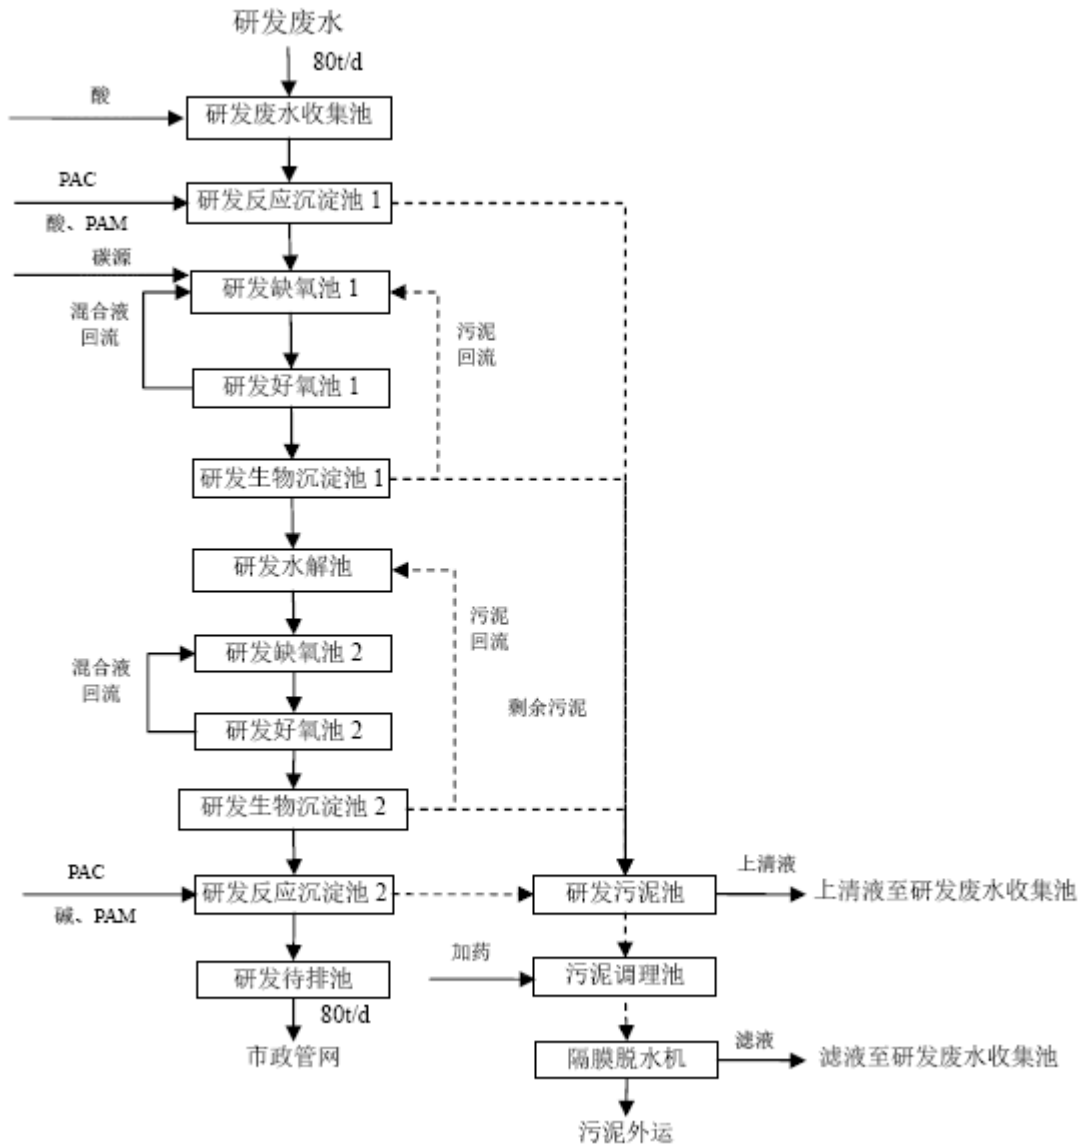 研发废水
80t/d
酸
研发废水收集池
PAC
研发反应沉淀池 1
酸、PAM
碳源
研发缺氧池 1
混合液
回流
污泥
回流
研发好氧池 1
研发生物沉淀池 1
研发水解池
污泥
回流
研发缺氧池 2
混合液
回流
剩余污泥
研发好氧池 2
研发生物沉淀池 2
PAC
研发反应沉淀池 2
碱、PAM
研发污泥池
上清液
上清液至研发废水收集池
加药
研发待排池
污泥调理池
80t/d
市政管网
隔膜脱水机
滤液
滤液至研发废水收集池
污泥外运